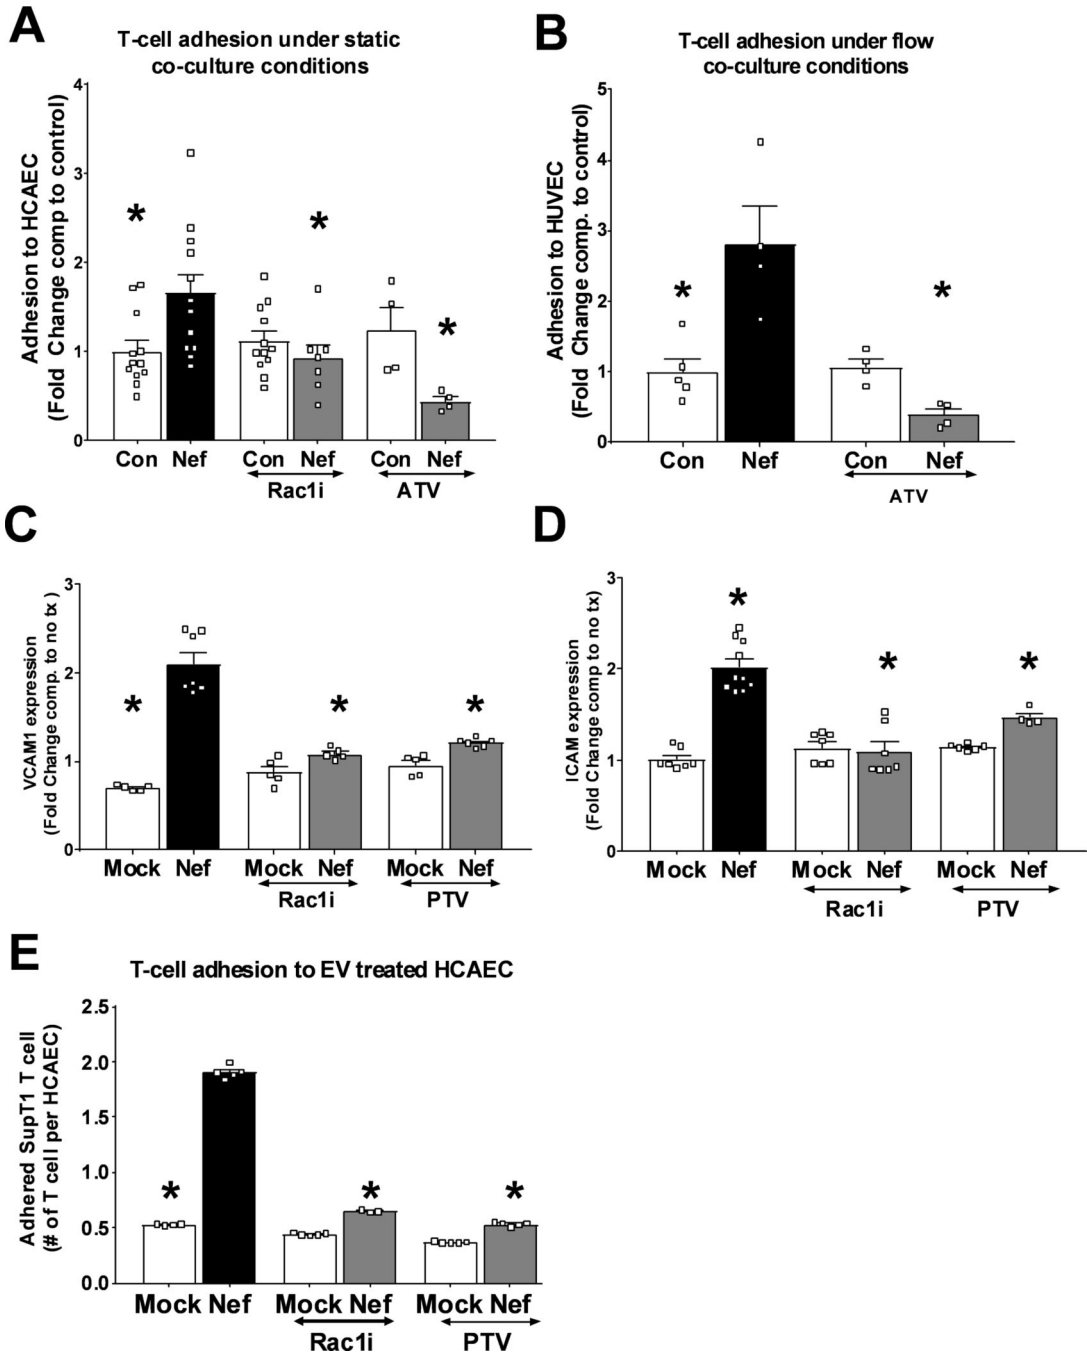 A
T-cell adhesion under static
co-culture conditions
Adhesion to HCAEC
(Fold Change comp to control)
4
3
2
1
0
*
*
*
Con Nef Con Nef Con Nef
Rac1i ATV
B
T-cell adhesion under flow
co-culture conditions
Adhesion to HUVEC
(Fold Change comp. to control)
5
4
3
2
1
0
*
*
Con Nef Con Nef
ATV
C
VCAM1 expression
(Fold Change comp. to no tx )
3
2
1
0
*
*
*
Mock Nef Mock Nef Mock Nef
Rac1i PTV
D
ICAM expression
(Fold Change comp to no tx)
3
2
1
0
*
*
*
Mock Nef Mock Nef Mock Nef
Rac1i PTV
E
T-cell adhesion to EV treated HCAEC
Adhered SupT1 T cell
(# of T cell per HCAEC)
2.5
2.0
1.5
1.0
0.5
0.0
*
*
*
Mock Nef Mock Nef Mock Nef
Rac1i PTV